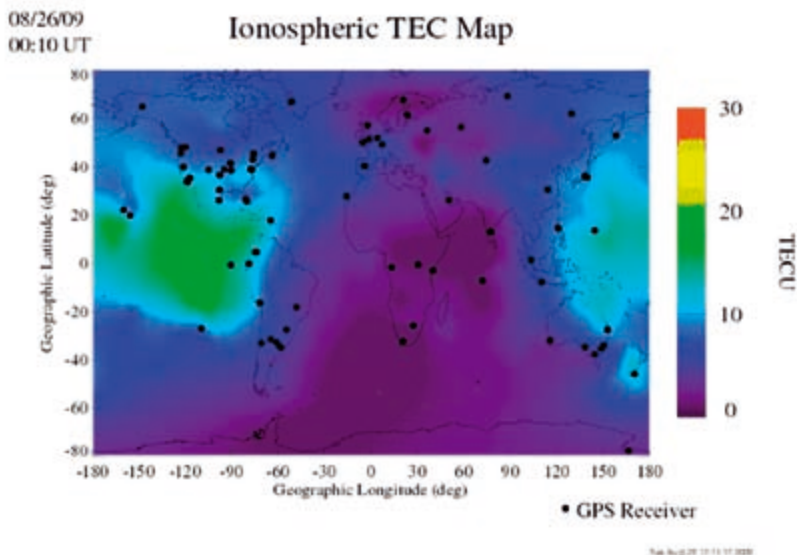 08/26/09
00:10 UT
Ionospheric TEC Map
80
60
40
20
0
-20
-40
-60
-80
Geographic Latitude (deg)
-180 -150 -120 -90 -60 -30 0 30 60 90 120 150 180
Geographic Longitude (deg)
30
20
10
0
TECU
• GPS Receiver